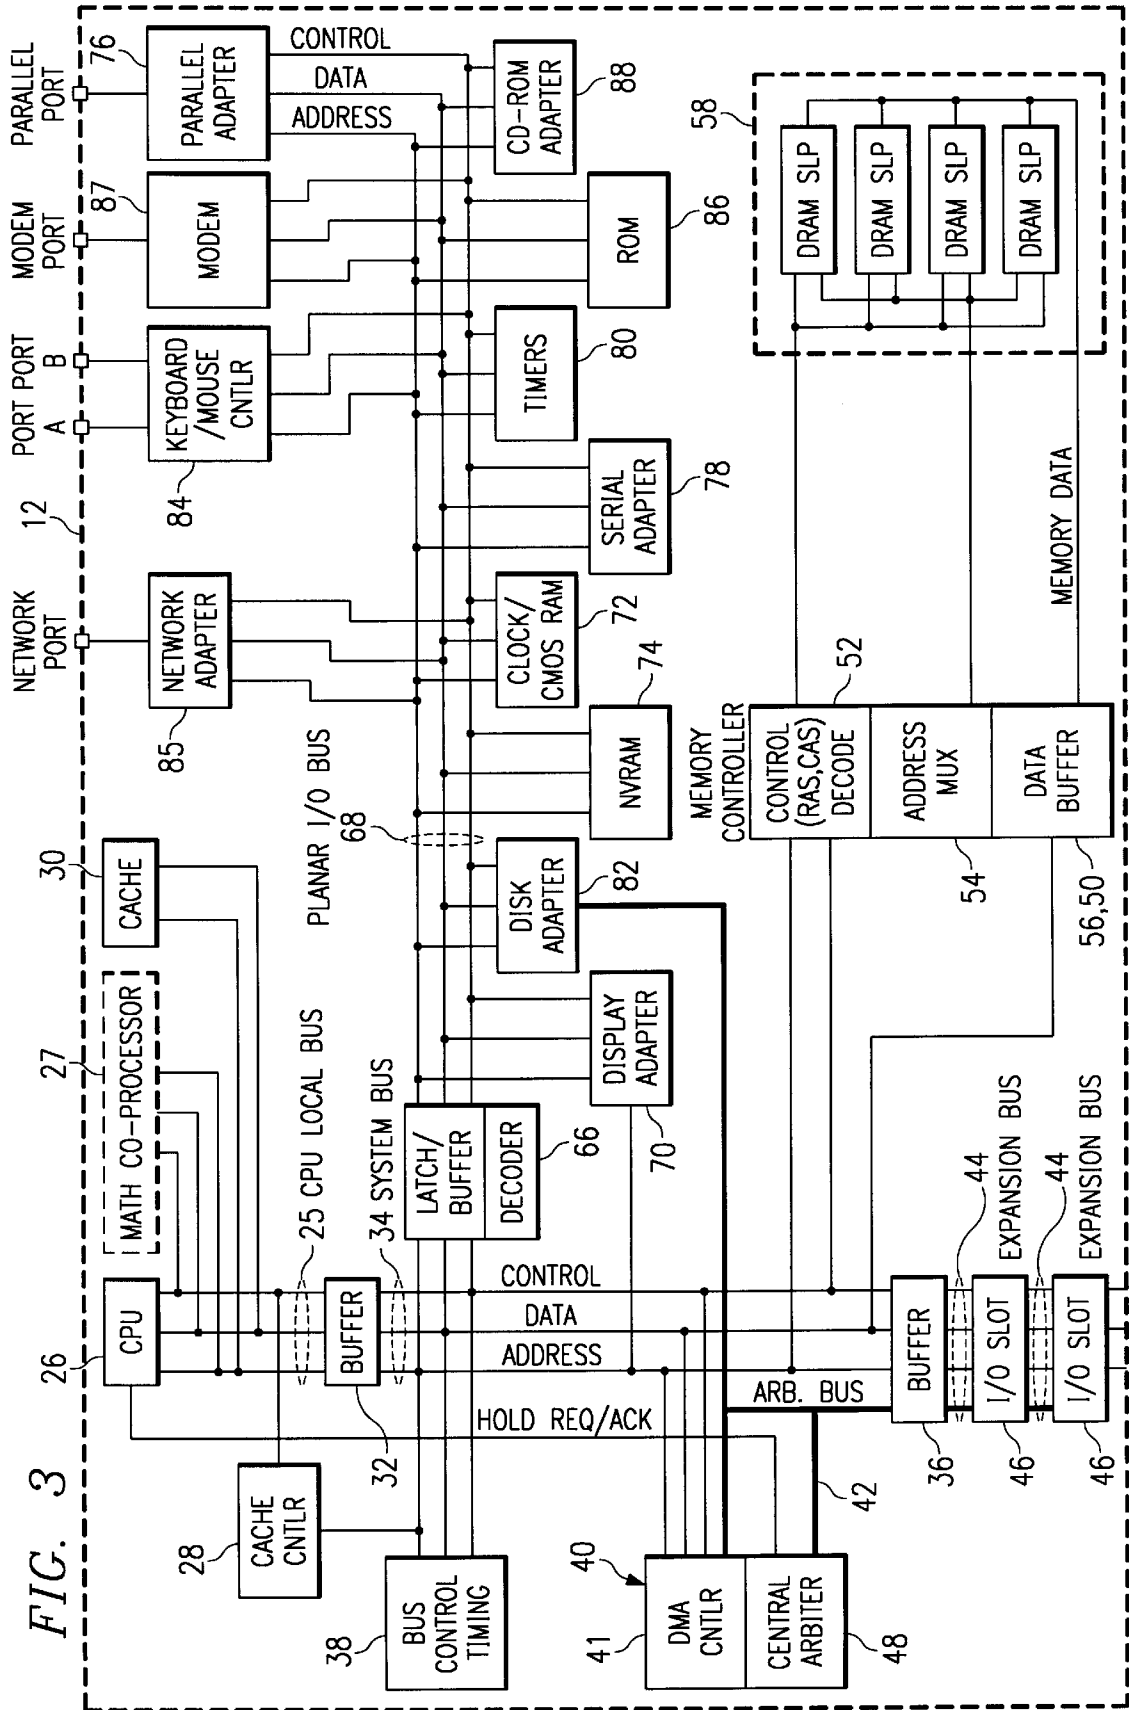 FIG. 3
12
NETWORK
PORT
PORT
A
PORT
B
MODEM
PORT
PARALLEL
PORT
26
CPU
27
MATH CO-PROCESSOR
30
CACHE
85
NETWORK
ADAPTER
84
KEYBOARD
/MOUSE
CNTLR
87
MODEM
76
PARALLEL
ADAPTER
CONTROL
DATA
ADDRESS
28
CACHE
CNTLR
25 CPU LOCAL BUS
BUFFER
32
34 SYSTEM BUS
PLANAR I/O BUS
68
38
BUS
CONTROL
TIMING
HOLD REQ/ACK
LATCH/
BUFFER
DECODER
66
DISK
ADAPTER
82
CLOCK/
CMOS RAM
72
TIMERS
80
CD-ROM
ADAPTER
88
CONTROL
DATA
ADDRESS
DISPLAY
ADAPTER
70
NVRAM
74
SERIAL
ADAPTER
78
ROM
86
40
41
DMA
CNTLR
CENTRAL
ARBITER
48
42
ARB. BUS
MEMORY
CONTROLLER
CONTROL
(RAS,CAS)
DECODE
52
ADDRESS
MUX
54
DATA
BUFFER
56,50
MEMORY DATA
58
DRAM SLP
DRAM SLP
DRAM SLP
DRAM SLP
BUFFER
36
44
EXPANSION BUS
I/O SLOT
46
44
EXPANSION BUS
I/O SLOT
46